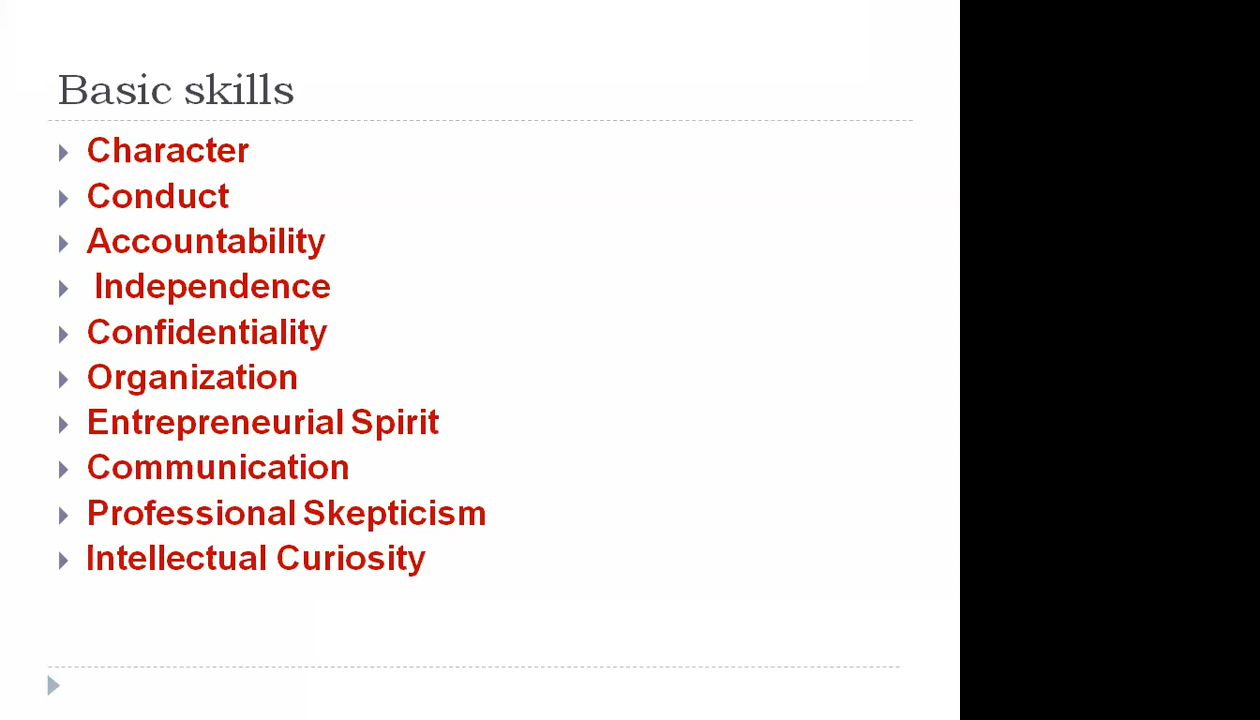 Basic skills
Character
Conduct
Accountability
Independence
Confidentiality
Organization
Entrepreneurial Spirit
Communication
Professional Skepticism
Intellectual Curiosity